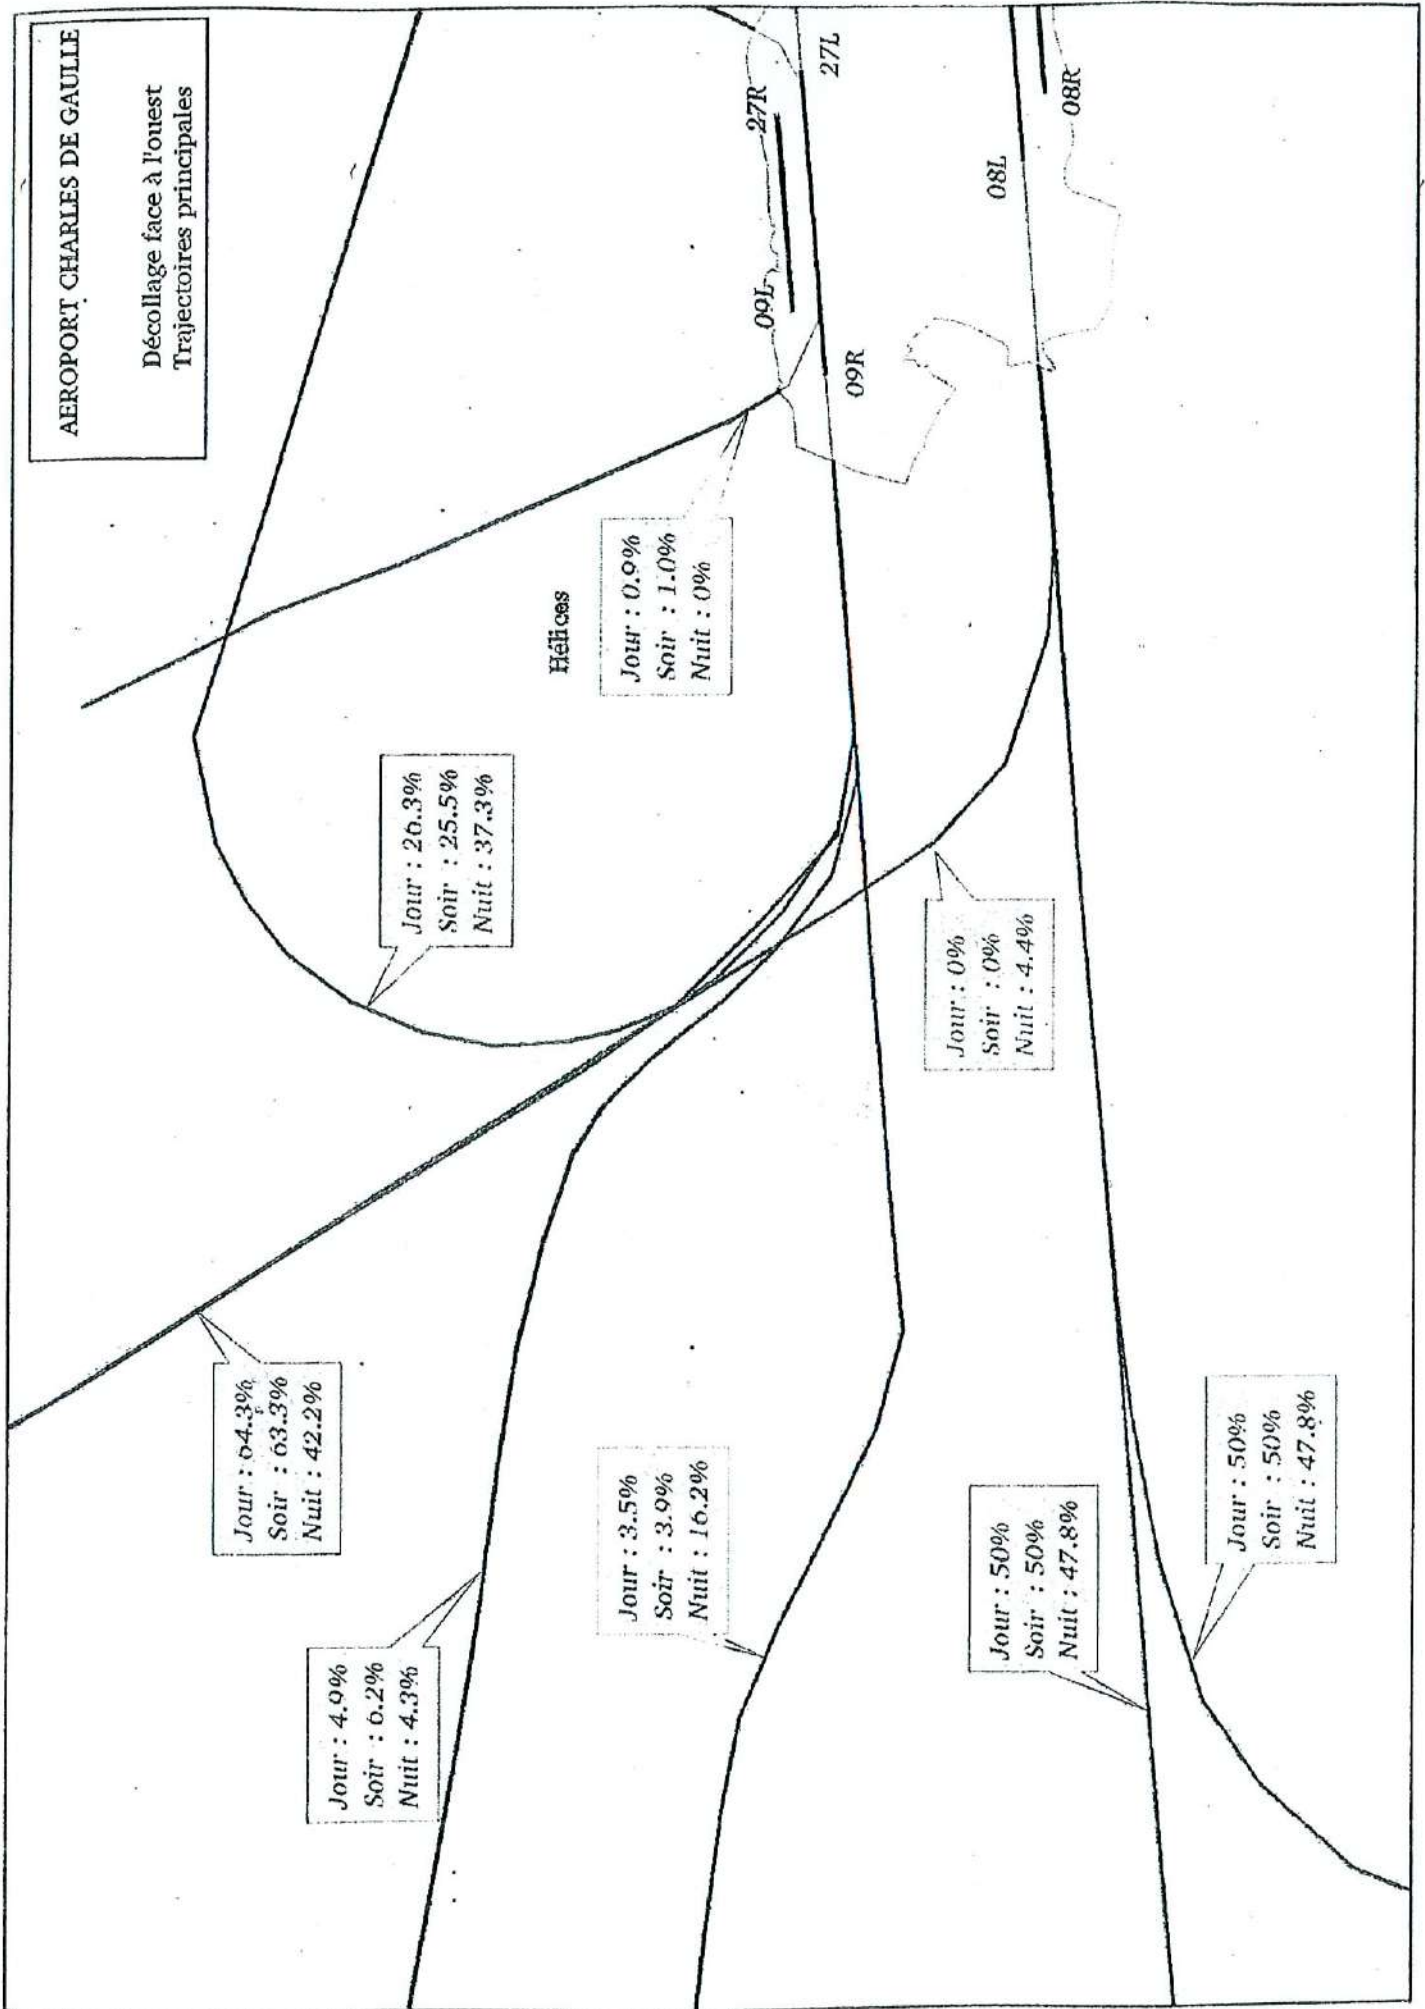 AEROPORT CHARLES DE GAULLE
Décollage face à l'ouest
Trajectoires principales
Jour : 64.3%
Soir : 63.3%
Nuit : 42.2%
Jour : 26.3%
Soir : 25.5%
Nuit : 37.3%
Hélices
Jour : 0.9%
Soir : 1.0%
Nuit : 0%
Jour : 4.9%
Soir : 6.2%
Nuit : 4.3%
Jour : 3.5%
Soir : 3.9%
Nuit : 16.2%
Jour : 0%
Soir : 0%
Nuit : 4.4%
Jour : 50%
Soir : 50%
Nuit : 47.8%
Jour : 50%
Soir : 50%
Nuit : 47.8%
09L
27R
09R
27L
08L
08R